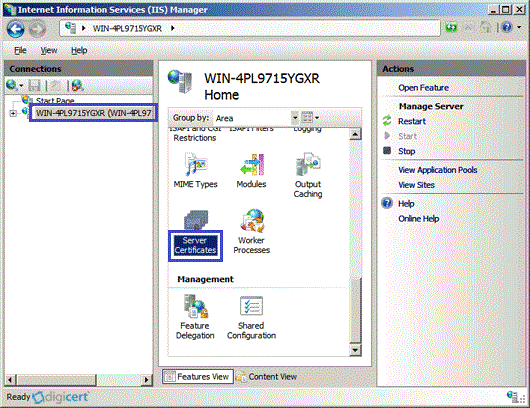 Internet Information Services (IIS) Manager
WIN-4PL9715YGXR
File View Help
Connections
Start Page
WIN-4PL9715YGXR (WIN-4PL97
WIN-4PL9715YGXR
Home
Group by: Area
ISAPI and CGI
Restrictions
ISAPI Filters
Logging
MIME Types
Modules
Output
Caching
Server
Certificates
Worker
Processes
Management
Feature
Delegation
Shared
Configuration
Features View
Content View
Actions
Open Feature
Manage Server
Restart
Start
Stop
View Application Pools
View Sites
Help
Online Help
Ready
digicert